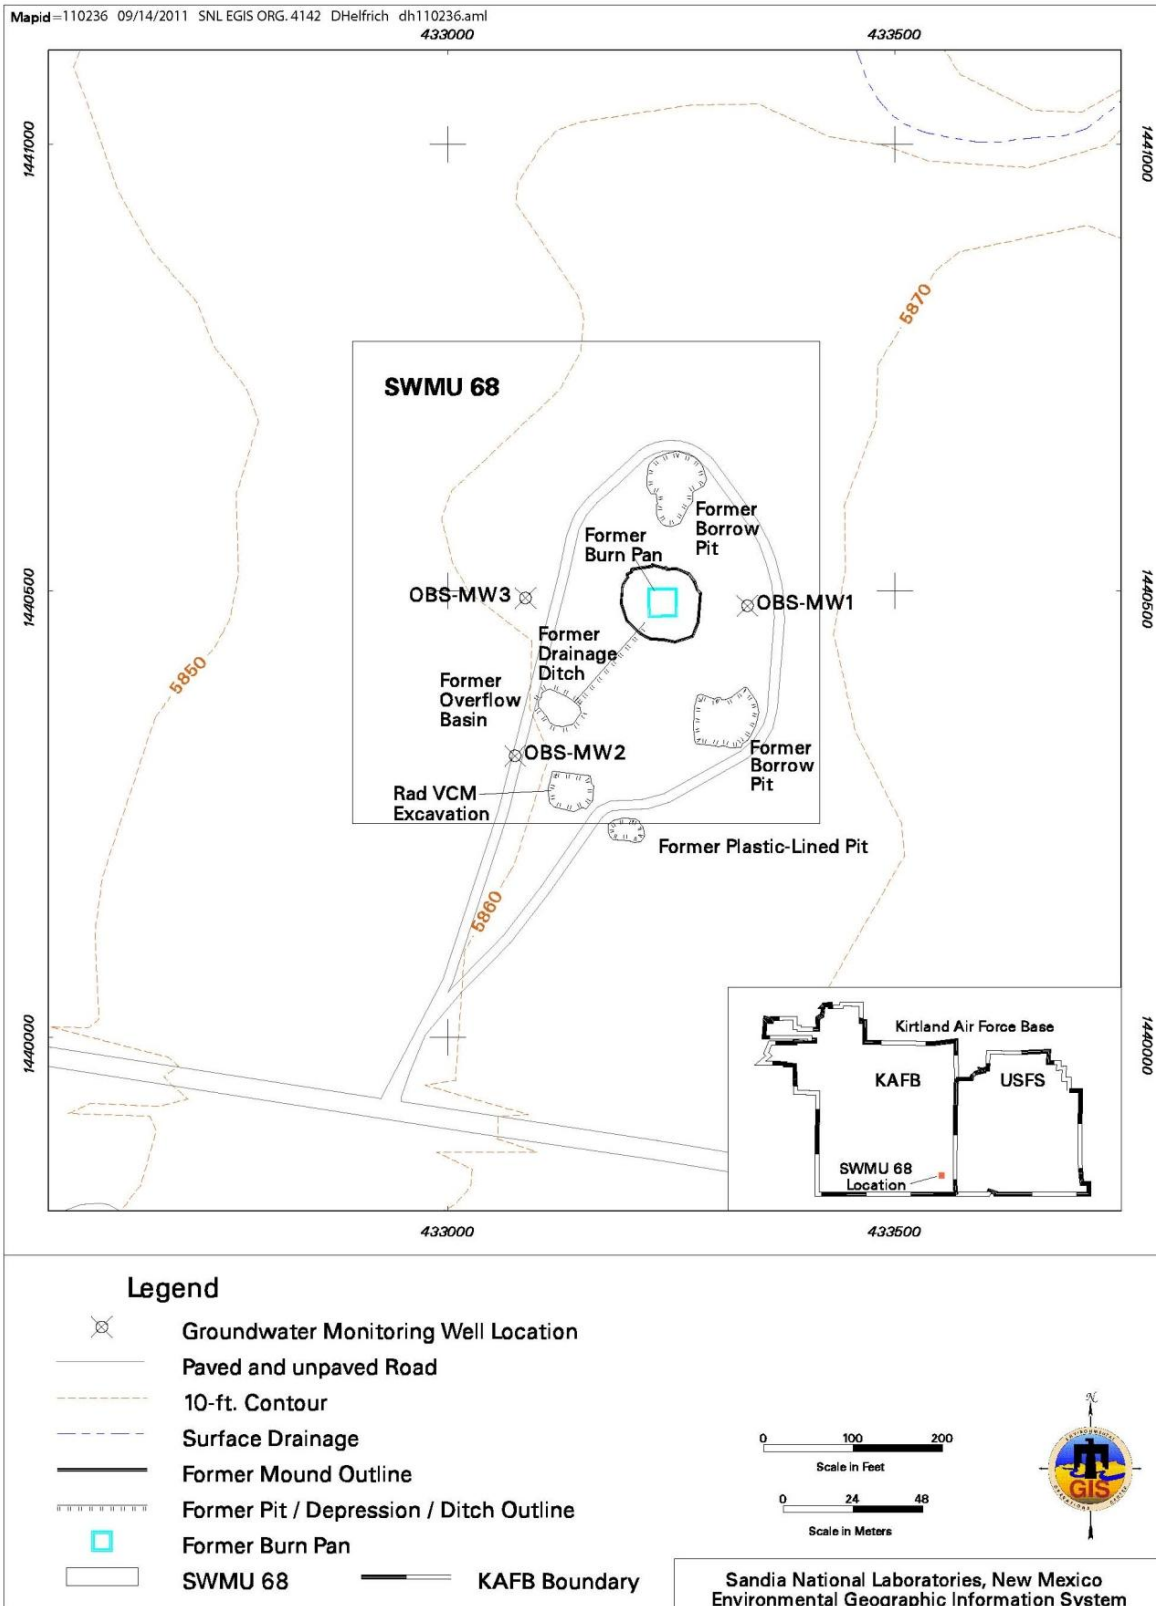 Mapid=110236 09/14/2011 SNL EGIS ORG. 4142 DHelfrich dh110236.aml
433000
433500
1441000
1441000
5870
SWMU 68
Former
Borrow
Pit
Former
Burn Pan
OBS-MW3
OBS-MW1
1440500
1440500
Former
Drainage
Ditch
5850
Former
Overflow
Basin
OBS-MW2
Former
Borrow
Pit
Rad VCM
Excavation
Former Plastic-Lined Pit
5860
1440000
1440000
Kirtland Air Force Base
KAFB
USFS
SWMU 68
Location
433000
433500
Legend
Groundwater Monitoring Well Location
Paved and unpaved Road
10-ft. Contour
Surface Drainage
Former Mound Outline
Former Pit / Depression / Ditch Outline
Former Burn Pan
SWMU 68
KAFB Boundary
0 100 200
Scale in Feet
0 24 48
Scale in Meters
N
ENVIRONMENTAL
GIS
Sandia National Laboratories, New Mexico
Environmental Geographic Information System